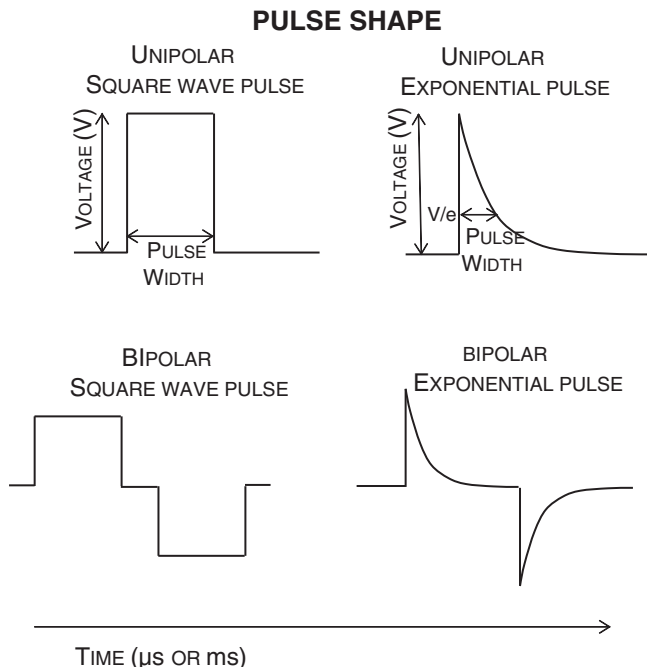 PULSE SHAPE
UNIPOLAR
SQUARE WAVE PULSE
VOLTAGE (V)
PULSE
WIDTH
UNIPOLAR
EXPONENTIAL PULSE
VOLTAGE (V)
V/e
PULSE
WIDTH
BIPOLAR
SQUARE WAVE PULSE
BIPOLAR
EXPONENTIAL PULSE
TIME (µs OR ms)